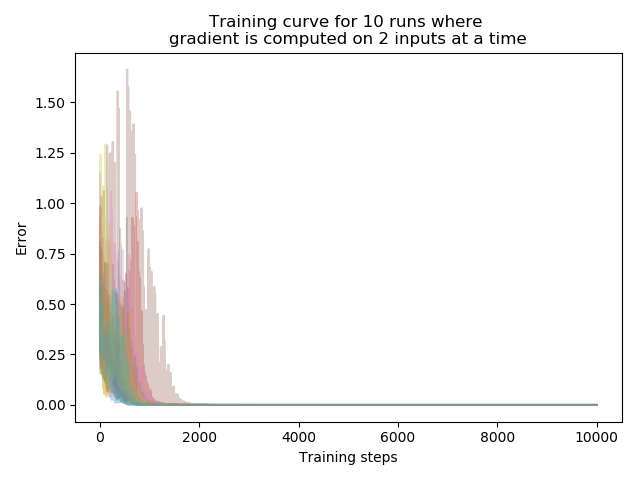 Training curve for 10 runs where
gradient is computed on 2 inputs at a time
1.50
1.25
1.00
0.75
0.50
0.25
0.00
Error
0 2000 4000 6000 8000 10000
Training steps